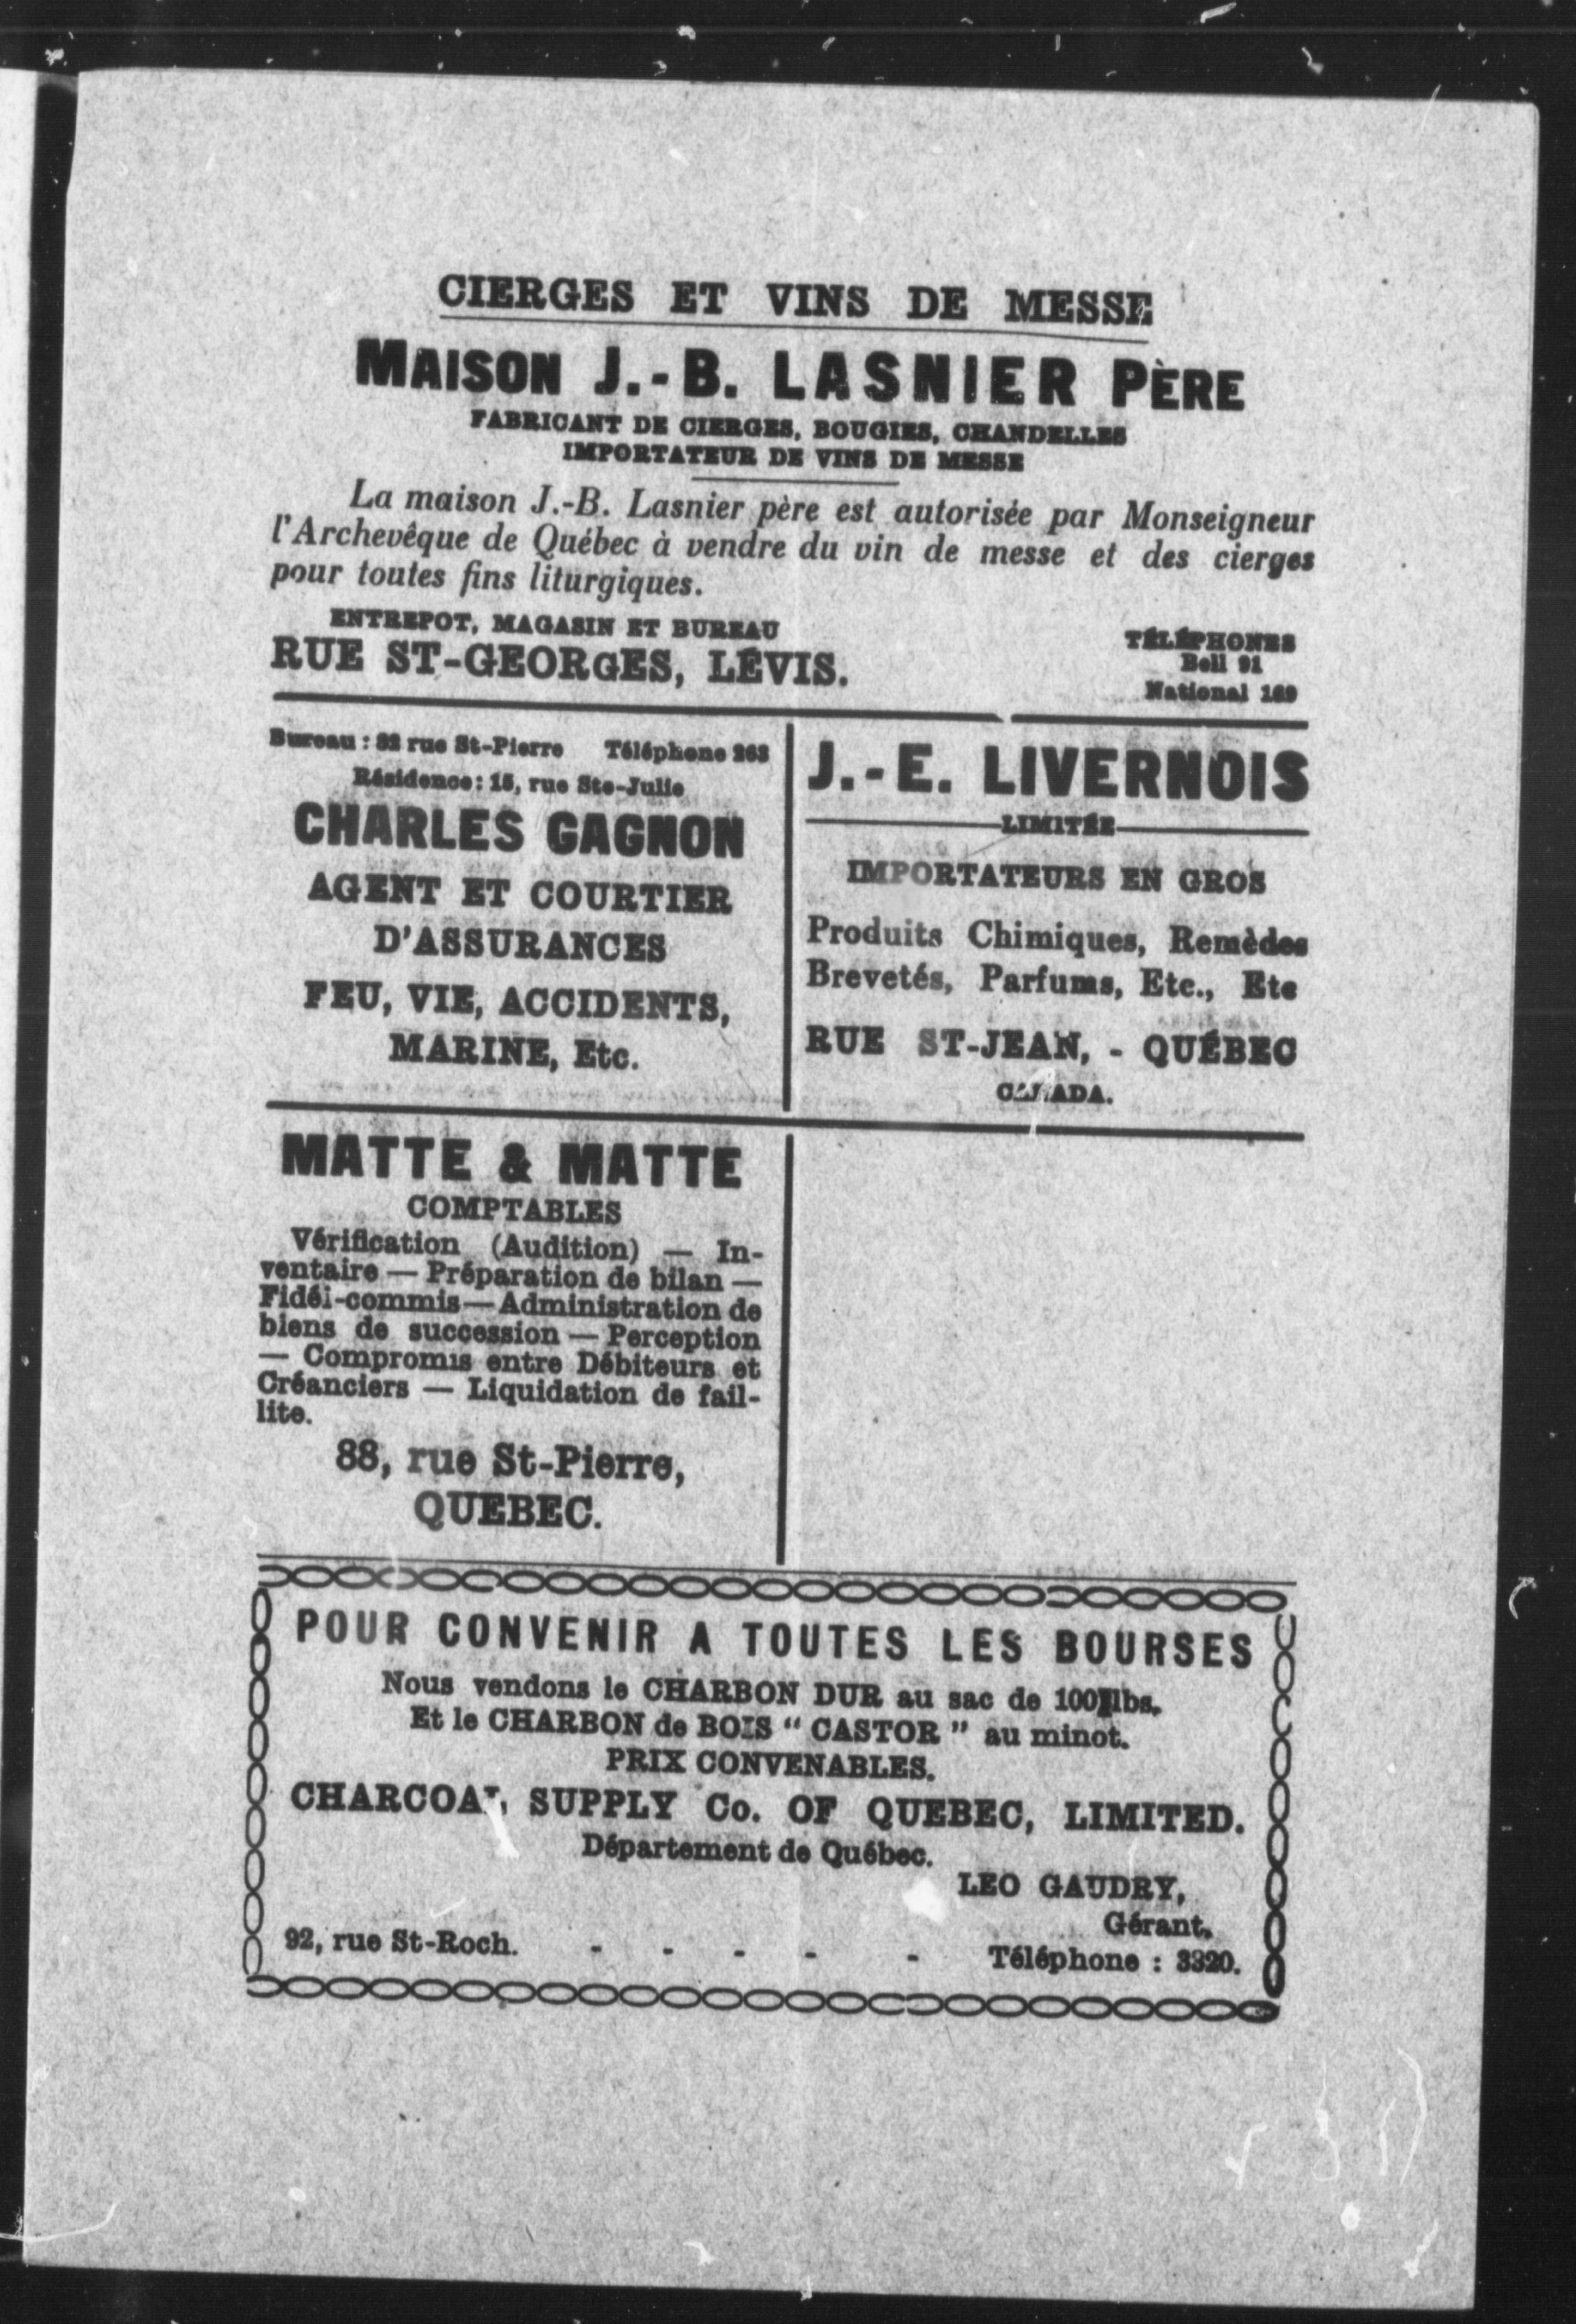 CIERGES ET VINS DE MESSE
MAISON J.-B. LASNIER PÈRE
FABRICANT DE CIERGES, BOUGIES, CHANDELLES
IMPORTATEUR DE VINS DE MESSE
La maison J.-B. Lasnier père est autorisée par Monseigneur
l'Archevêque de Québec à vendre du vin de messe et des cierges
pour toutes fins liturgiques.
ENTREPOT, MAGASIN ET BUREAU
RUE ST-GEORGES, LÉVIS.
TÉLÉPHONES
Bell 91
National 169
Bureau : 82 rue St-Pierre Téléphone 263
Résidence : 15, rue Ste-Julie
CHARLES GAGNON
AGENT ET COURTIER
D'ASSURANCES
FEU, VIE, ACCIDENTS,
MARINE, Etc.
J.-E. LIVERNOIS
LIMITÉE
IMPORTATEURS EN GROS
Produits Chimiques, Remèdes
Brevetés, Parfums, Etc., Etc
RUE ST-JEAN, - QUÉBEC
CANADA.
MATTE & MATTE
COMPTABLES
Vérification (Audition) — In-
ventaire — Préparation de bilan —
Fidéi-commis — Administration de
biens de succession — Perception
— Compromis entre Débiteurs et
Créanciers — Liquidation de fail-
lite.
88, rue St-Pierre,
QUEBEC.
POUR CONVENIR A TOUTES LES BOURSES
Nous vendons le CHARBON DUR au sac de 100 lbs.
Et le CHARBON de BOIS " CASTOR " au minot.
PRIX CONVENABLES.
CHARCOAL SUPPLY Co. OF QUEBEC, LIMITED.
Département de Québec.
LEO GAUDRY,
Gérant.
92, rue St-Roch. - - - - - Téléphone : 3320.